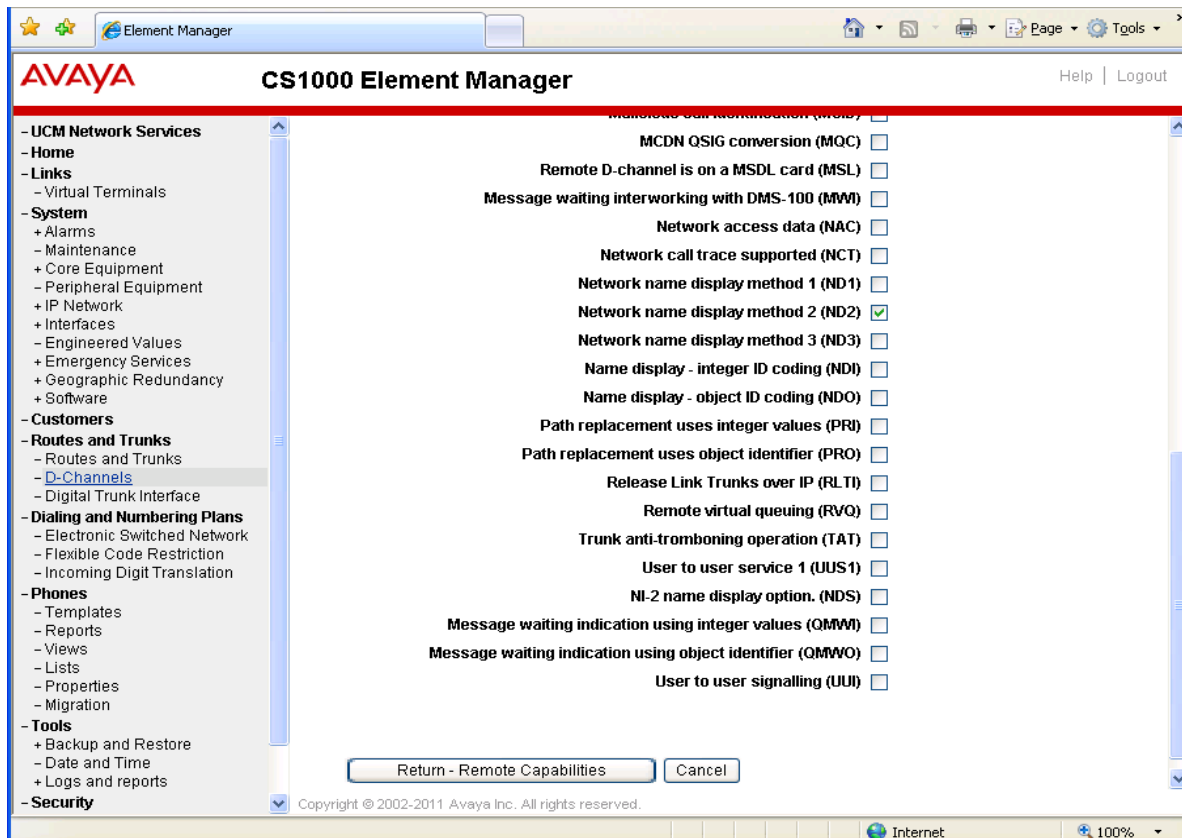 Element Manager
Page
Tools
AVAYA
CS1000 Element Manager
Help | Logout
- UCM Network Services
- Home
- Links
- Virtual Terminals
- System
+ Alarms
- Maintenance
+ Core Equipment
- Peripheral Equipment
+ IP Network
+ Interfaces
- Engineered Values
+ Emergency Services
+ Geographic Redundancy
+ Software
- Customers
- Routes and Trunks
- Routes and Trunks
- D-Channels
- Digital Trunk Interface
- Dialing and Numbering Plans
- Electronic Switched Network
- Flexible Code Restriction
- Incoming Digit Translation
- Phones
- Templates
- Reports
- Views
- Lists
- Properties
- Migration
- Tools
+ Backup and Restore
- Date and Time
+ Logs and reports
- Security
MCDN QSIG conversion (MQC)
Remote D-channel is on a MSDL card (MSL)
Message waiting interworking with DMS-100 (MWI)
Network access data (NAC)
Network call trace supported (NCT)
Network name display method 1 (ND1)
Network name display method 2 (ND2)
Network name display method 3 (ND3)
Name display - integer ID coding (NDI)
Name display - object ID coding (NDO)
Path replacement uses integer values (PRI)
Path replacement uses object identifier (PRO)
Release Link Trunks over IP (RLTI)
Remote virtual queuing (RVQ)
Trunk anti-tromboning operation (TAT)
User to user service 1 (UUS1)
NI-2 name display option. (NDS)
Message waiting indication using integer values (QMWI)
Message waiting indication using object identifier (QMWO)
User to user signalling (UUI)
Return - Remote Capabilities
Cancel
Copyright © 2002-2011 Avaya Inc. All rights reserved.
Internet
100%